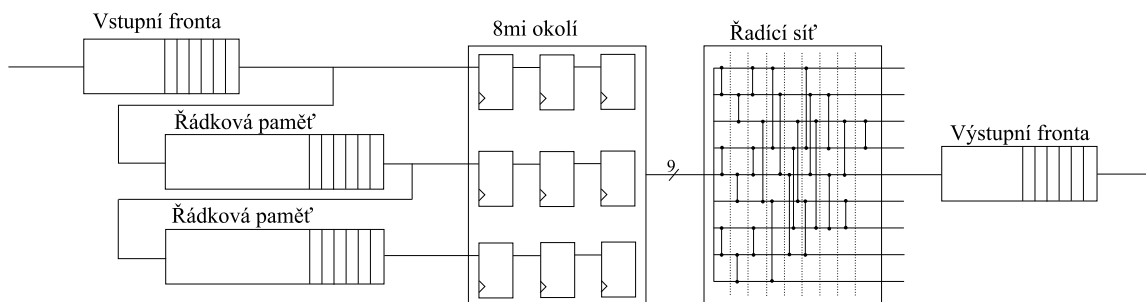 Vstupní fronta
8mi okolí
Řadící síť
Řádková paměť
Výstupní fronta
9
Řádková paměť